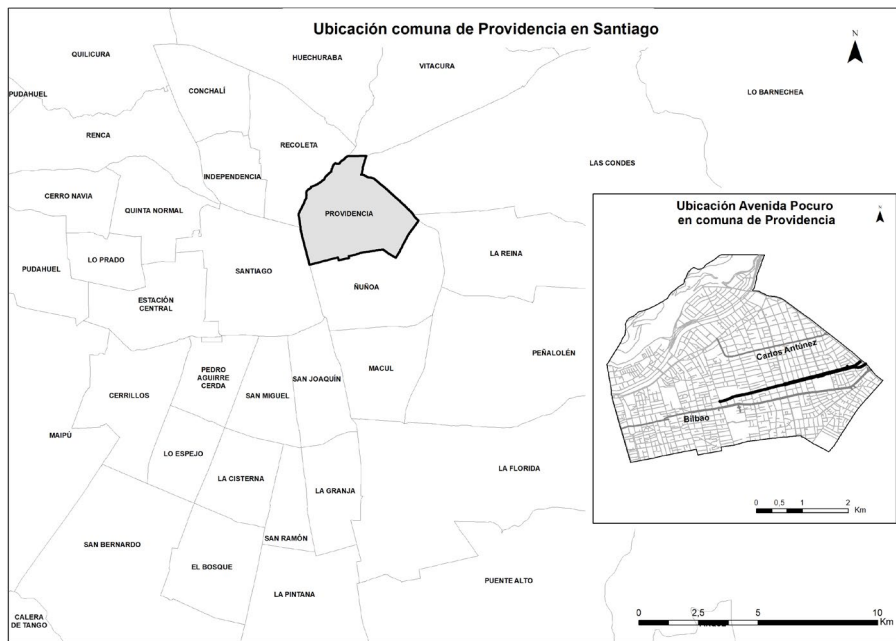 Ubicación comuna de Providencia en Santiago
N
QUILICURA
HUECHURABA
VITACURA
LO BARNECHEA
CONCHALÍ
PUDAHUEL
RENCA
RECOLETA
LAS CONDES
INDEPENDENCIA
CERRO NAVIA
QUINTA NORMAL
PROVIDENCIA
LO PRADO
PUDAHUEL
SANTIAGO
LA REINA
ÑUÑOA
ESTACIÓN
CENTRAL
PEÑALOLÉN
PEDRO
AGUIRRE
CERDA
SAN JOAQUÍN
MACUL
CERRILLOS
SAN MIGUEL
MAIPÚ
LO ESPEJO
LA CISTERNA
LA GRANJA
LA FLORIDA
SAN BERNARDO
SAN RAMÓN
EL BOSQUE
LA PINTANA
PUENTE ALTO
CALERA
DE TANGO
Ubicación Avenida Pocuro
en comuna de Providencia
N
Carlos Antúnez
Bilbao
0 0,5 1 2
Km
0 2,5 5 10
Km